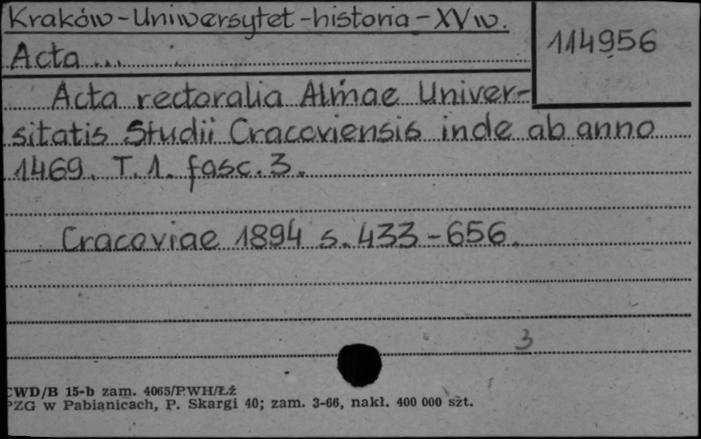 Kraków-Uniwersytet-historia-XV w.
Acta...
114956
Acta rectoralia Almae Univer-
sitatis Studii Cracoviensis inde ab anno
1469. T. 1. fasc. 3.
Cracoviae 1894 s. 433-656.
3
CWD/B 15-b zam. 4065/P.WH/Łż
PZG w Pabianicach, P. Skargi 40; zam. 3-66, nakł. 400 000 szt.